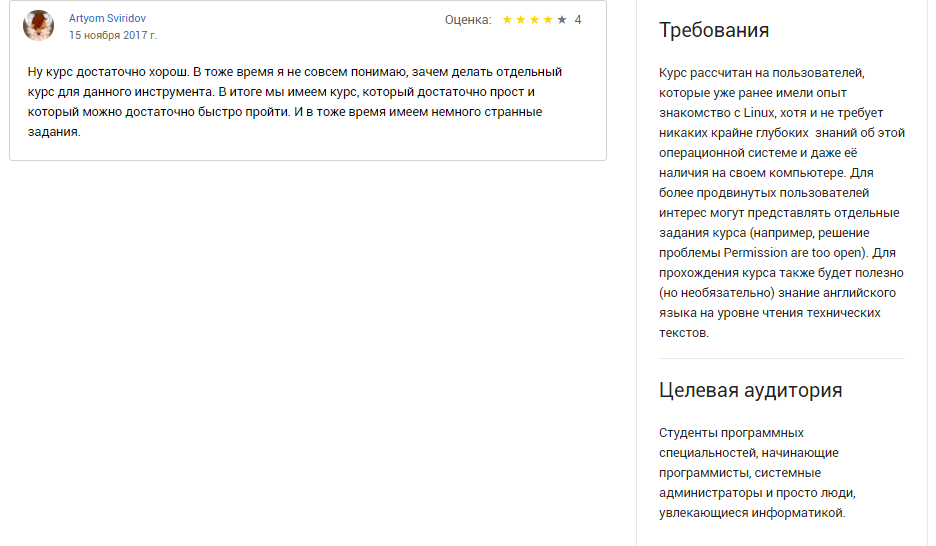 Artyom Sviridov
15 ноября 2017 г.
Оценка: ★★★★★ 4
Ну курс достаточно хорош. В тоже время я не совсем понимаю, зачем делать отдельный
курс для данного инструмента. В итоге мы имеем курс, который достаточно прост и
который можно достаточно быстро пройти. И в тоже время имеем немного странные
задания.
Требования
Курс рассчитан на пользователей,
которые уже ранее имели опыт
знакомство с Linux, хотя и не требует
никаких крайне глубоких  знаний об этой
операционной системе и даже её
наличия на своем компьютере. Для
более продвинутых пользователей
интерес могут представлять отдельные
задания курса (например, решение
проблемы Permission are too open). Для
прохождения курса также будет полезно
(но необязательно) знание английского
языка на уровне чтения технических
текстов.
Целевая аудитория
Студенты программных
специальностей, начинающие
программисты, системные
администраторы и просто люди,
увлекающиеся информатикой.